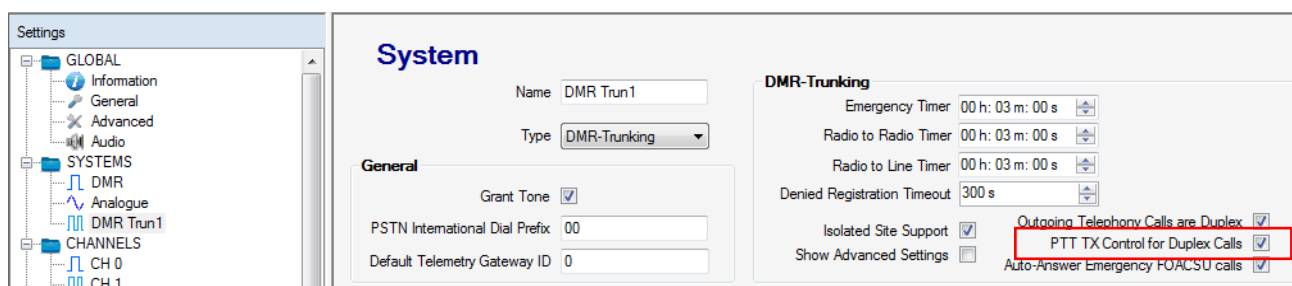 Settings
GLOBAL
Information
General
Advanced
Audio
SYSTEMS
DMR
Analogue
DMR Trun1
CHANNELS
CH 0
CH 1
System
Name DMR Trun1
Type DMR-Trunking
General
Grant Tone
PSTN International Dial Prefix 00
Default Telemetry Gateway ID 0
DMR-Trunking
Emergency Timer 00 h: 03 m: 00 s
Radio to Radio Timer 00 h: 03 m: 00 s
Radio to Line Timer 00 h: 03 m: 00 s
Denied Registration Timeout 300 s
Isolated Site Support
Show Advanced Settings
Outgoing Telephony Calls are Duplex
PTT TX Control for Duplex Calls
Auto-Answer Emergency FOACSU calls